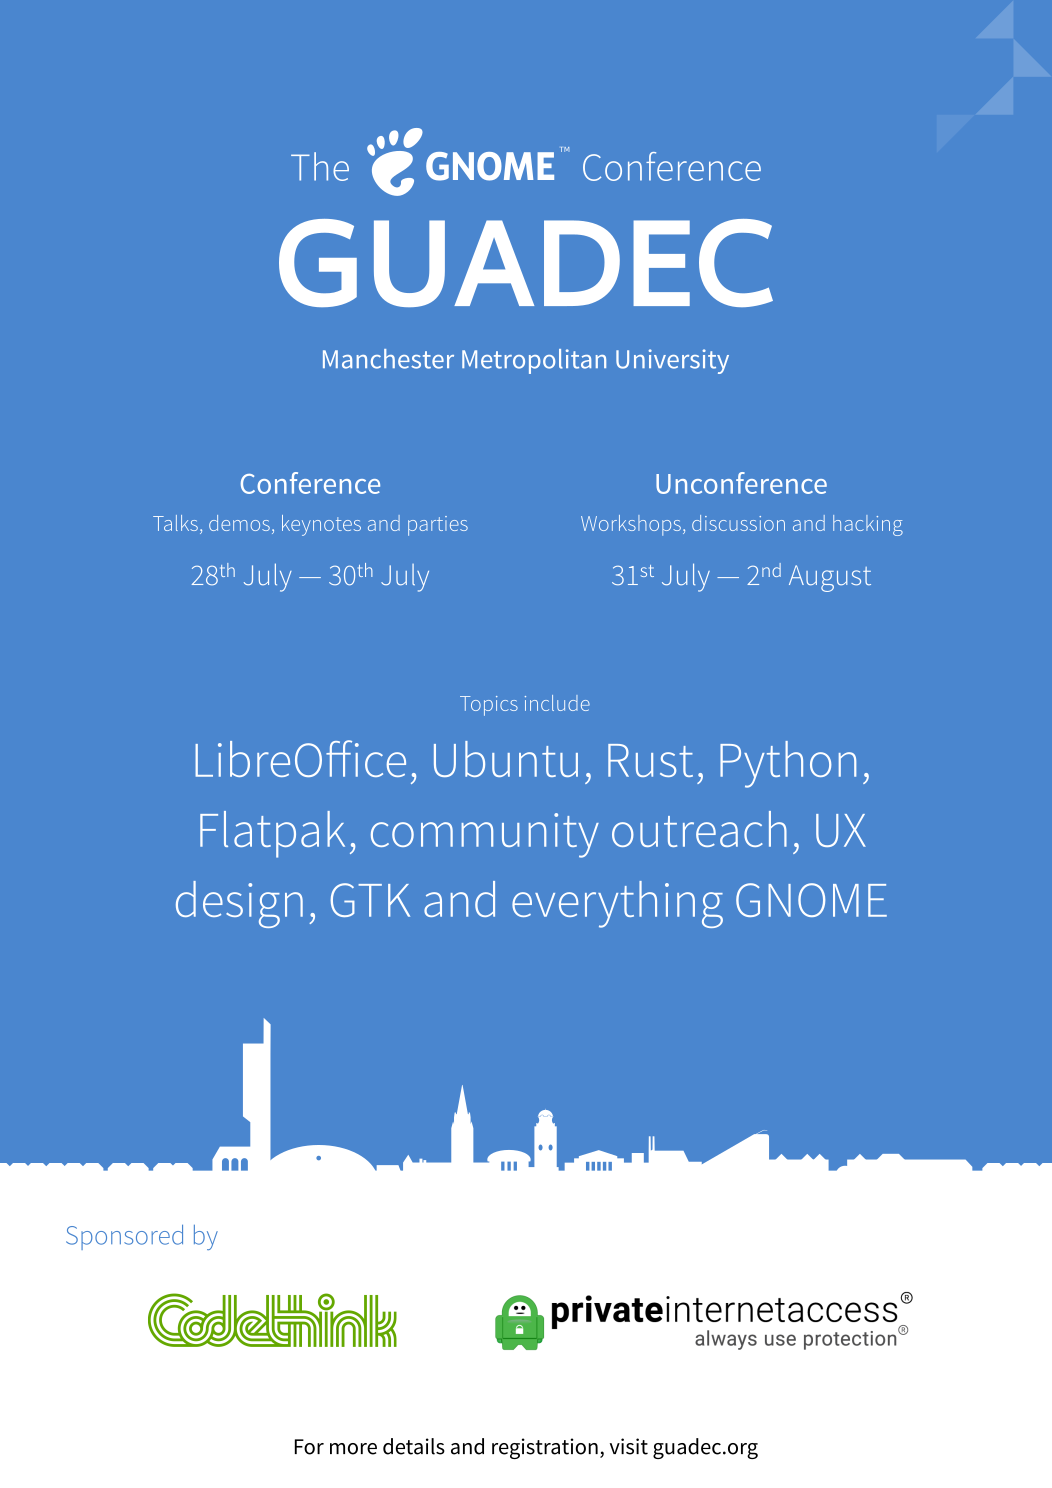 The GNOME™ Conference
GUADEC
Manchester Metropolitan University
Conference
Talks, demos, keynotes and parties
28th July — 30th July
Unconference
Workshops, discussion and hacking
31st July — 2nd August
Topics include
LibreOffice, Ubuntu, Rust, Python,
Flatpak, community outreach, UX
design, GTK and everything GNOME
Sponsored by
Codethink
privateinternetaccess®
always use protection®
For more details and registration, visit guadec.org